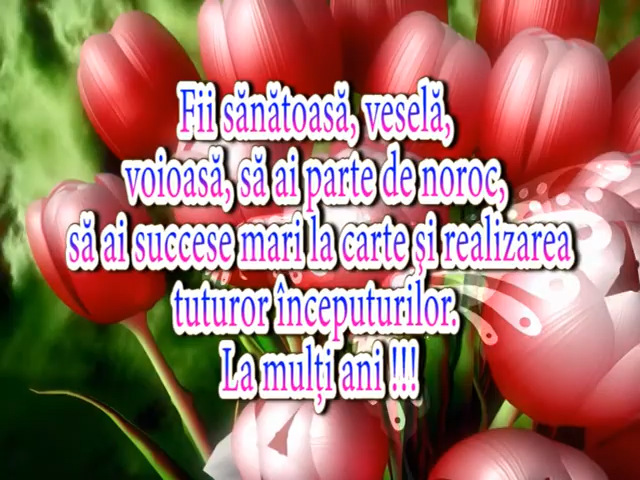 Fii sănătoasă, veselă,
voioasă, să ai parte de noroc,
să ai succese mari la carte și realizarea
tuturor începuturilor.
La mulți ani !!!